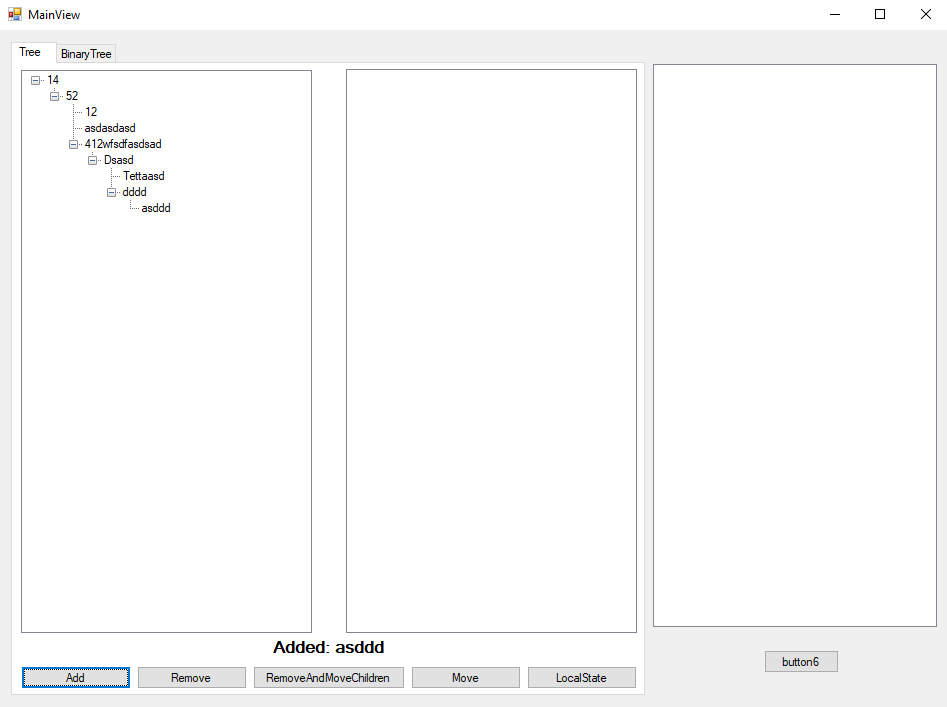 MainView
Tree
BinaryTree
14
52
12
asdasdasd
412wfsdfasdsad
Dsasd
Tettaasd
dddd
asddd
Added: asddd
Add
Remove
RemoveAndMoveChildren
Move
LocalState
button6